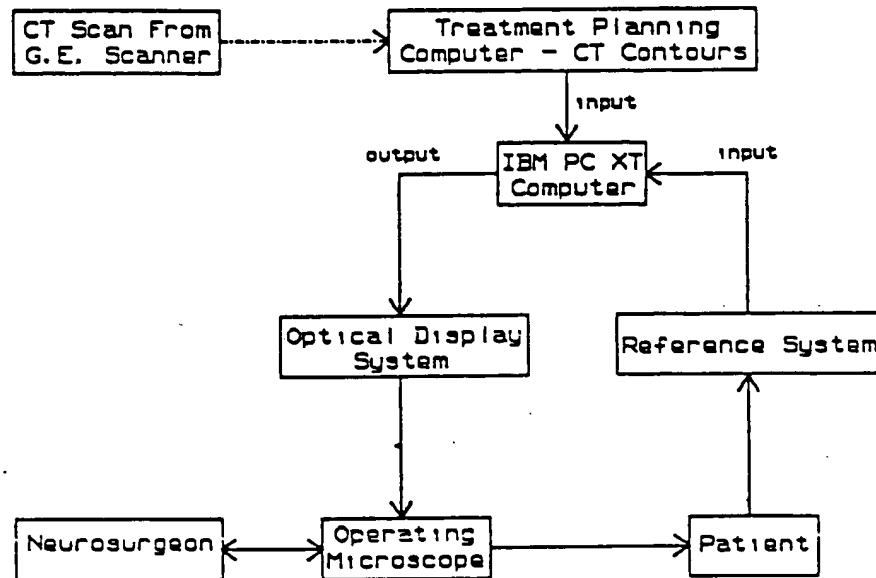 CT Scan From
G.E. Scanner
Treatment Planning
Computer - CT Contours
input
output
IBM PC XT
Computer
input
Optical Display
System
Reference System
Neurosurgeon
Operating
Microscope
Patient